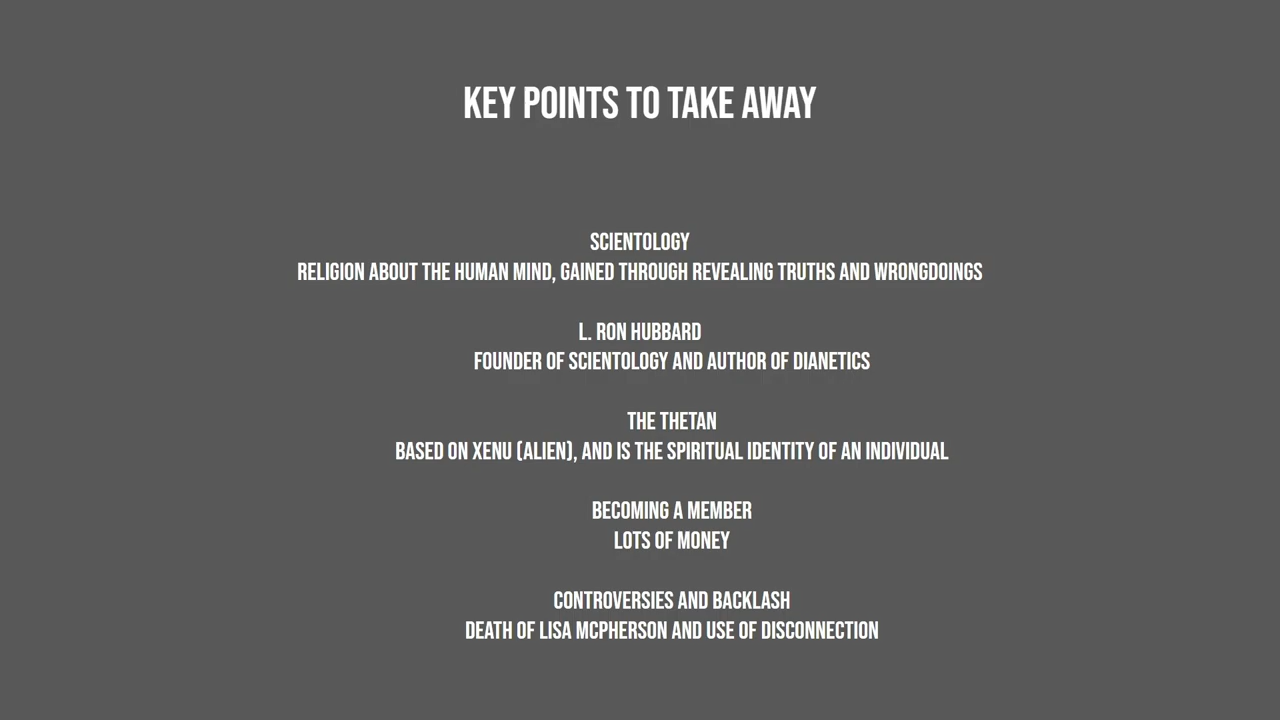 KEY POINTS TO TAKE AWAY
SCIENTOLOGY
RELIGION ABOUT THE HUMAN MIND, GAINED THROUGH REVEALING TRUTHS AND WRONGDOINGS
L. RON HUBBARD
FOUNDER OF SCIENTOLOGY AND AUTHOR OF DIANETICS
THE THETAN
BASED ON XENU (ALIEN), AND IS THE SPIRITUAL IDENTITY OF AN INDIVIDUAL
BECOMING A MEMBER
LOTS OF MONEY
CONTROVERSIES AND BACKLASH
DEATH OF LISA MCPHERSON AND USE OF DISCONNECTION